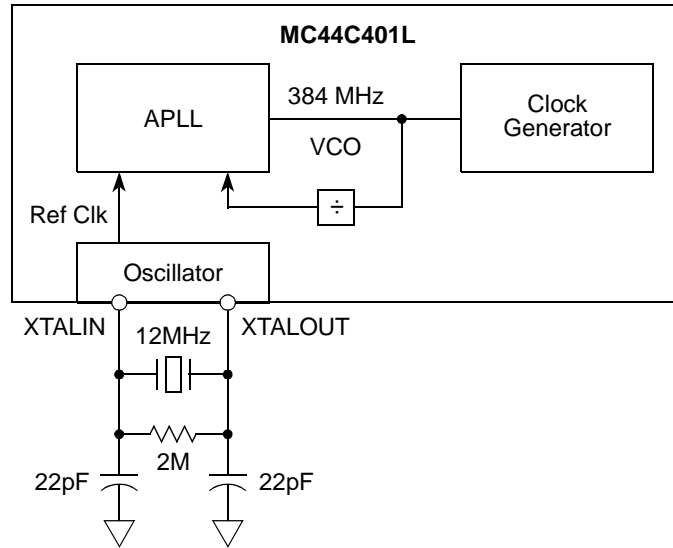 MC44C401L
APLL
384 MHz
VCO
Clock
Generator
÷
Ref Clk
Oscillator
XTALIN
XTALOUT
12MHz
2M
22pF
22pF